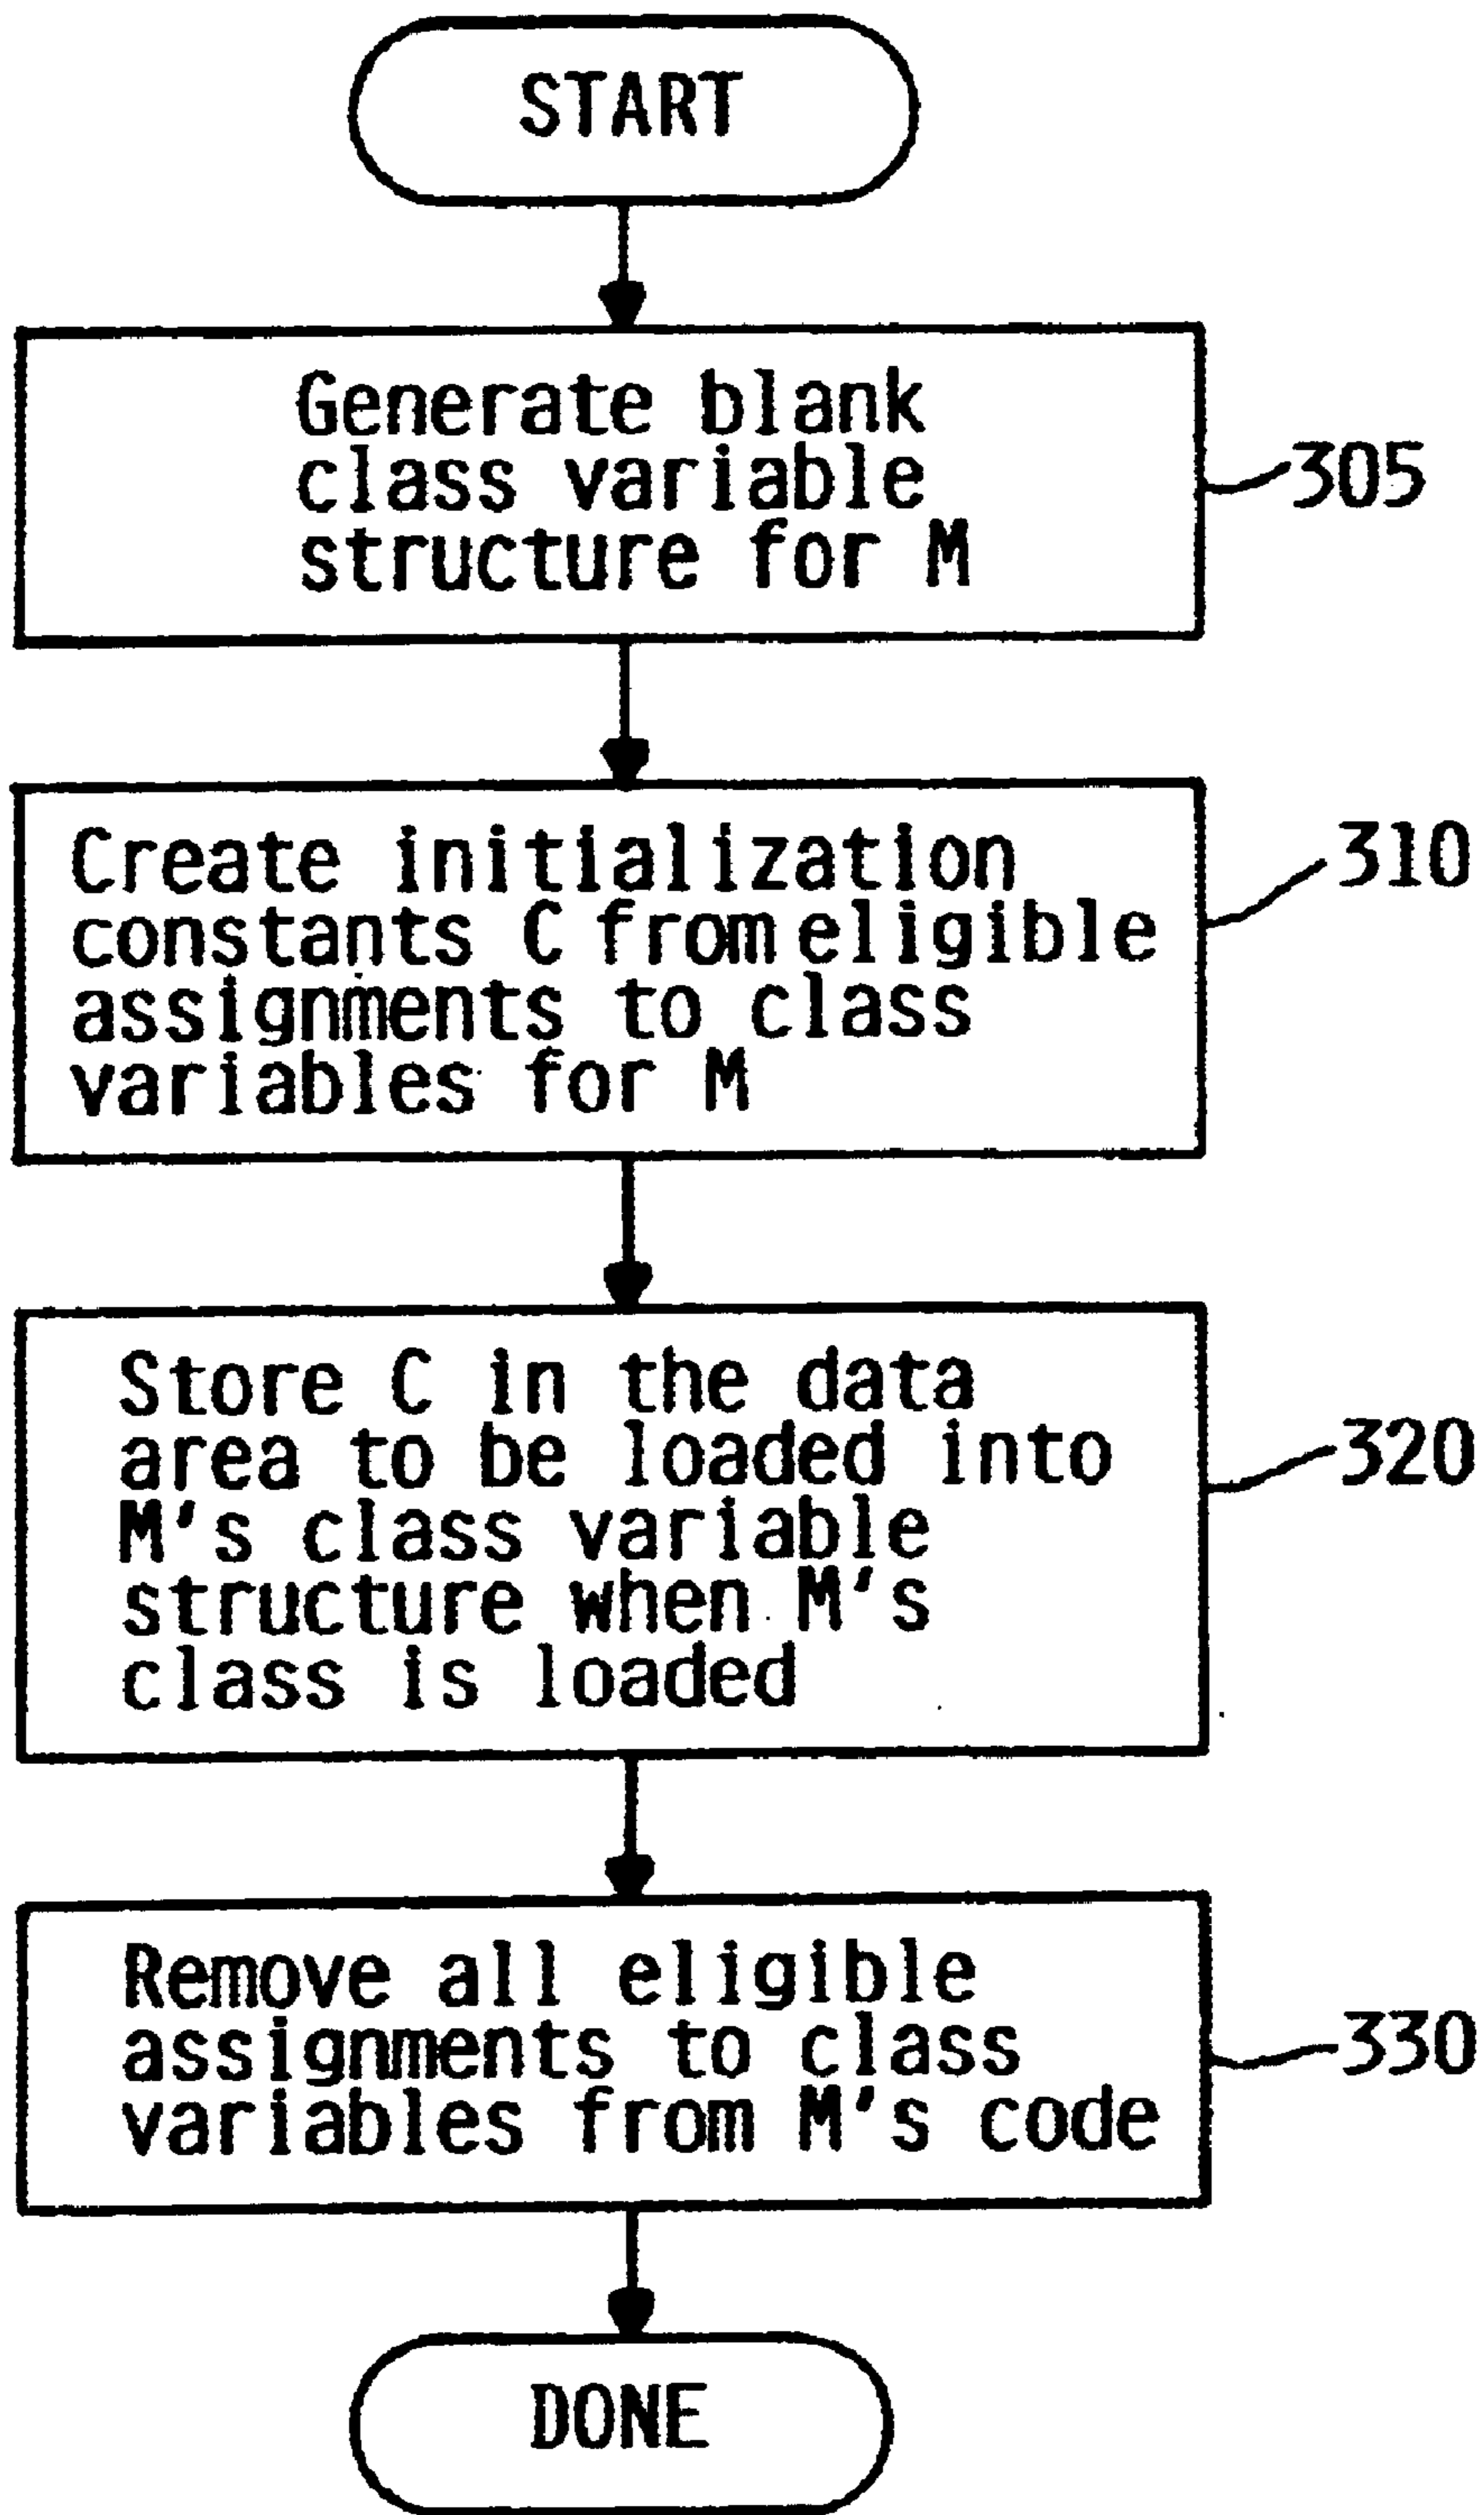 START
Generate blank
class variable
structure for M
305
Create initialization
constants C from eligible
assignments to class
variables for M
310
Store C in the data
area to be loaded into
M's class variable
structure when M's
class is loaded
320
Remove all eligible
assignments to class
variables from M's code
330
DONE